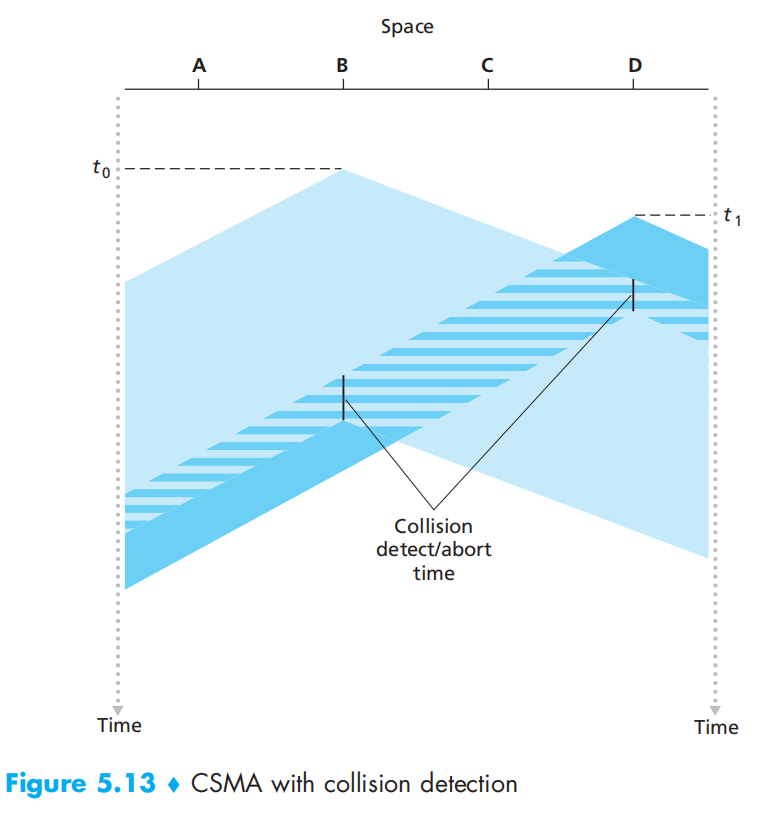 Space
A B C D
t0
t1
Collision
detect/abort
time
Time Time
Figure 5.13 ♦ CSMA with collision detection